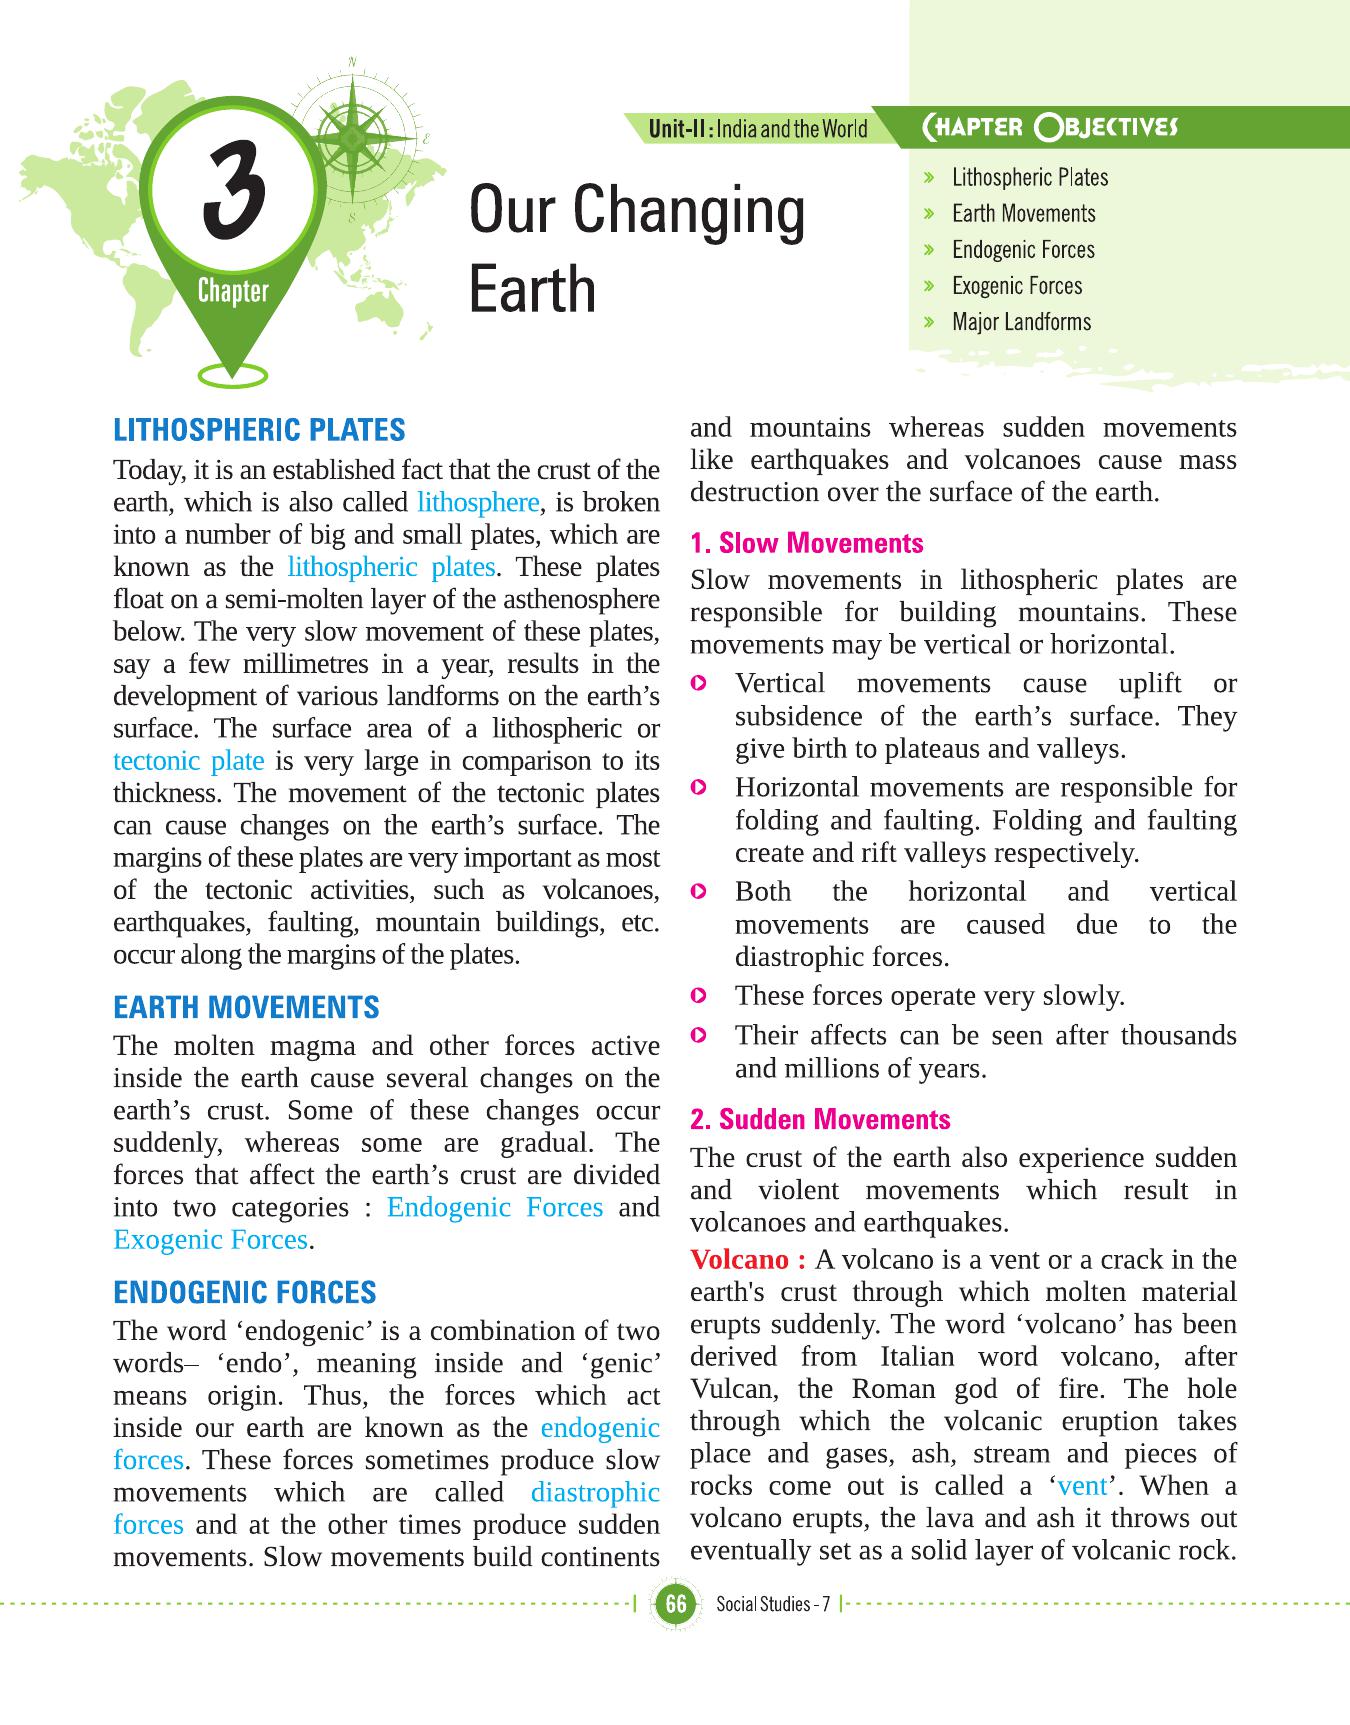 N
E
S
3
Chapter
Unit-II : India and the World
Our Changing
Earth
CHAPTER OBJECTIVES
Lithospheric Plates
Earth Movements
Endogenic Forces
Exogenic Forces
Major Landforms
LITHOSPHERIC PLATES
Today, it is an established fact that the crust of the
earth, which is also called lithosphere, is broken
into a number of big and small plates, which are
known as the lithospheric plates. These plates
float on a semi-molten layer of the asthenosphere
below. The very slow movement of these plates,
say a few millimetres in a year, results in the
development of various landforms on the earth’s
surface. The surface area of a lithospheric or
tectonic plate is very large in comparison to its
thickness. The movement of the tectonic plates
can cause changes on the earth’s surface. The
margins of these plates are very important as most
of the tectonic activities, such as volcanoes,
earthquakes, faulting, mountain buildings, etc.
occur along the margins of the plates.
EARTH MOVEMENTS
The molten magma and other forces active
inside the earth cause several changes on the
earth’s crust. Some of these changes occur
suddenly, whereas some are gradual. The
forces that affect the earth’s crust are divided
into two categories : Endogenic Forces and
Exogenic Forces.
ENDOGENIC FORCES
The word ‘endogenic’ is a combination of two
words– ‘endo’, meaning inside and ‘genic’
means origin. Thus, the forces which act
inside our earth are known as the endogenic
forces. These forces sometimes produce slow
movements which are called diastrophic
forces and at the other times produce sudden
movements. Slow movements build continents
and mountains whereas sudden movements
like earthquakes and volcanoes cause mass
destruction over the surface of the earth.
1. Slow Movements
Slow movements in lithospheric plates are
responsible for building mountains. These
movements may be vertical or horizontal.
Vertical movements cause uplift or
subsidence of the earth’s surface. They
give birth to plateaus and valleys.
Horizontal movements are responsible for
folding and faulting. Folding and faulting
create and rift valleys respectively.
Both the horizontal and vertical
movements are caused due to the
diastrophic forces.
These forces operate very slowly.
Their affects can be seen after thousands
and millions of years.
2. Sudden Movements
The crust of the earth also experience sudden
and violent movements which result in
volcanoes and earthquakes.
Volcano : A volcano is a vent or a crack in the
earth's crust through which molten material
erupts suddenly. The word ‘volcano’ has been
derived from Italian word volcano, after
Vulcan, the Roman god of fire. The hole
through which the volcanic eruption takes
place and gases, ash, stream and pieces of
rocks come out is called a ‘vent’. When a
volcano erupts, the lava and ash it throws out
eventually set as a solid layer of volcanic rock.
66 Social Studies - 7